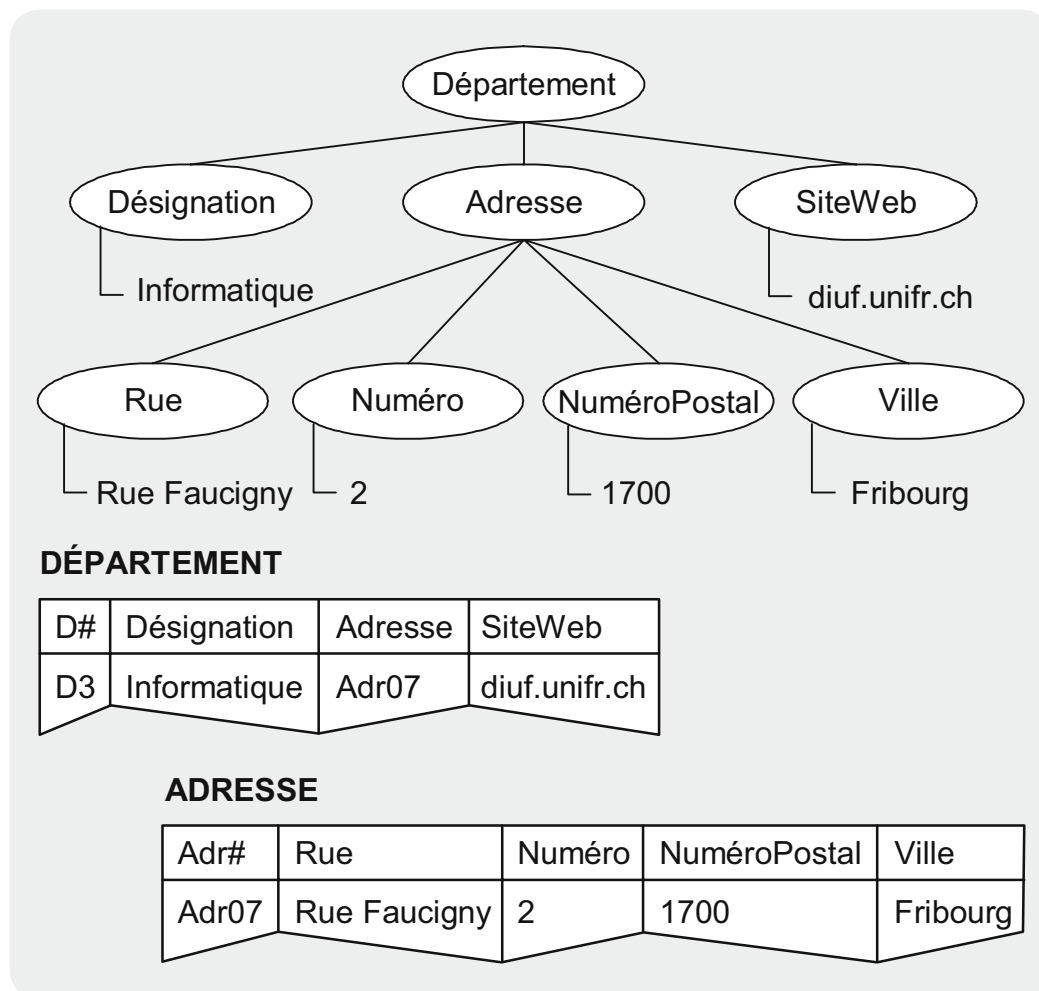 Département
Désignation Adresse SiteWeb
Informatique diuf.unifr.ch
Rue Numéro NuméroPostal Ville
Rue Faucigny 2 1700 Fribourg
DÉPARTEMENT
D# Désignation Adresse SiteWeb
D3 Informatique Adr07 diuf.unifr.ch
ADRESSE
Adr# Rue Numéro NuméroPostal Ville
Adr07 Rue Faucigny 2 1700 Fribourg